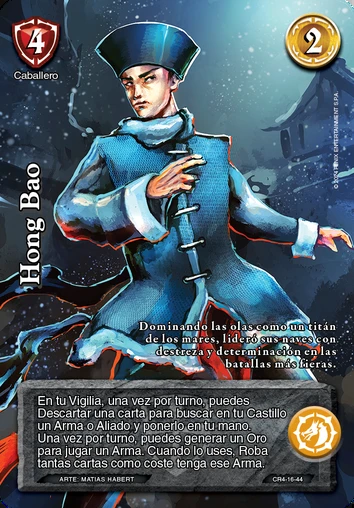 4
2
Caballero
© 2024 FENIX ENTERTAINMENT S.P.A.
Hong Bao
Dominando las olas como un titán
de los mares, lideró sus naves con
destreza y determinación en las
batallas más fieras.
En tu Vigilia, una vez por turno, puedes
Descartar una carta para buscar en tu Castillo
un Arma o Aliado y ponerlo en tu mano.
Una vez por turno, puedes generar un Oro
para jugar un Arma. Cuando lo uses, Roba
tantas cartas como coste tenga ese Arma.
ARTE: MATIAS HABERT
CR4-16-44